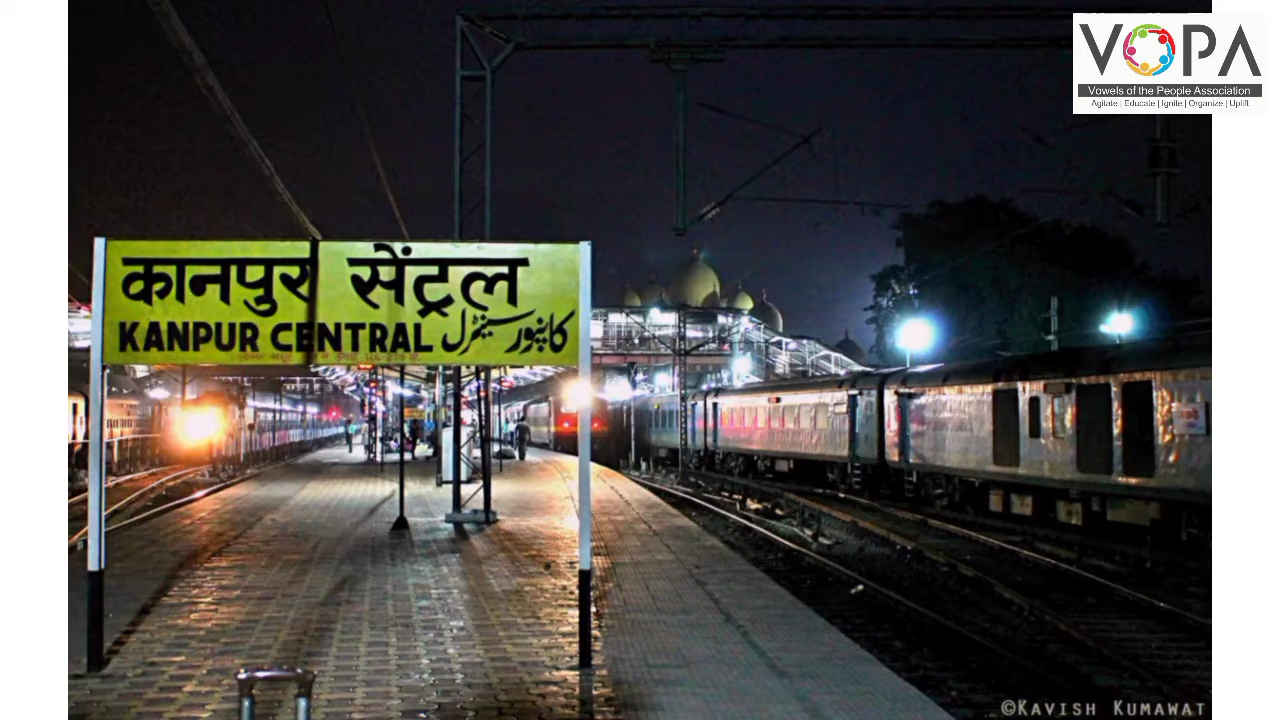 VOPA
Vowels of the People Association
Agitate | Educate | Ignite | Organize | Uplift
कानपुर सेंट्रल
KANPUR CENTRAL کانپور سینٹرل
©KAVISH KUMAWAT